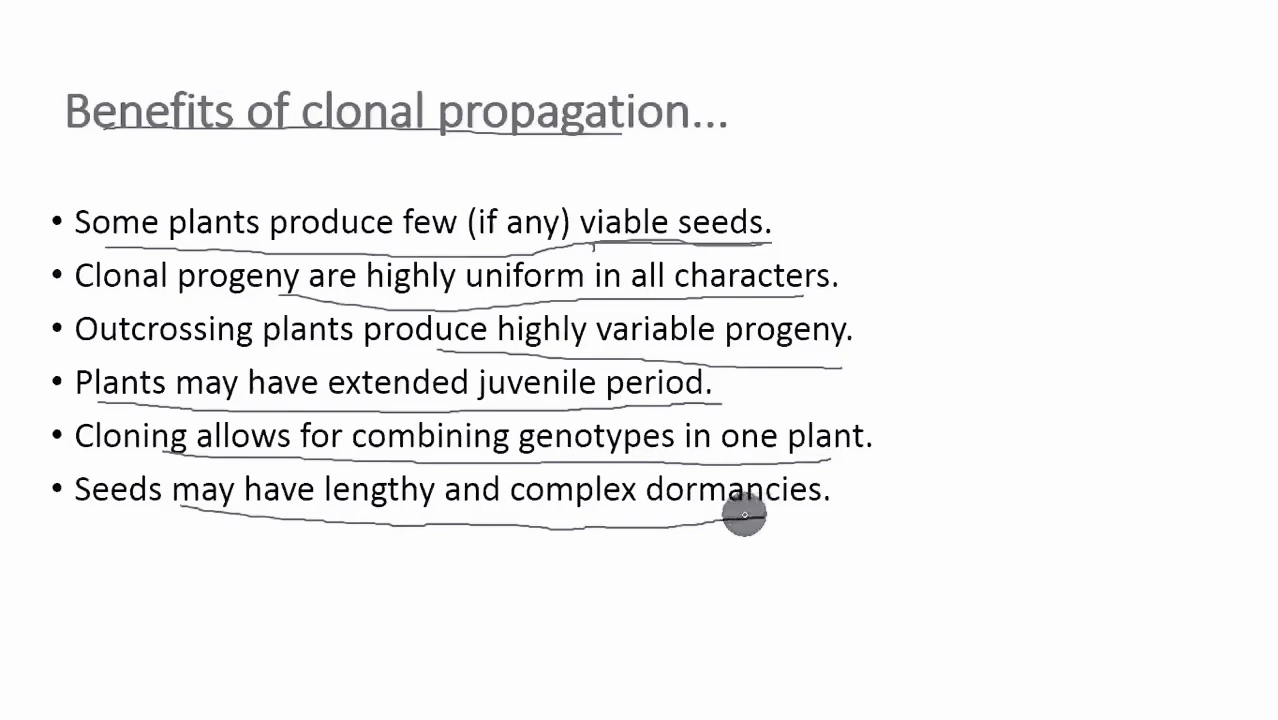 Benefits of clonal propagation...
• Some plants produce few (if any) viable seeds.
• Clonal progeny are highly uniform in all characters.
• Outcrossing plants produce highly variable progeny.
• Plants may have extended juvenile period.
• Cloning allows for combining genotypes in one plant.
• Seeds may have lengthy and complex dormancies.